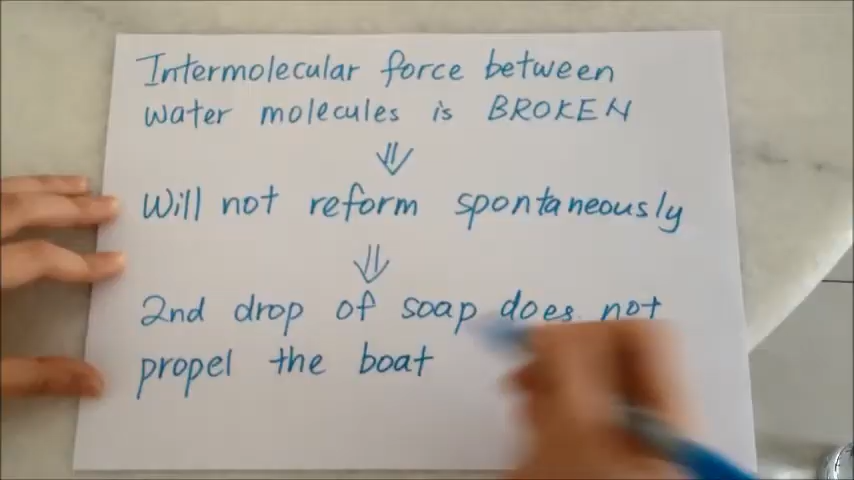 Intermolecular force between
water molecules is BROKEN
⇓
Will not reform spontaneously
⇓
2nd drop of soap does not
propel the boat